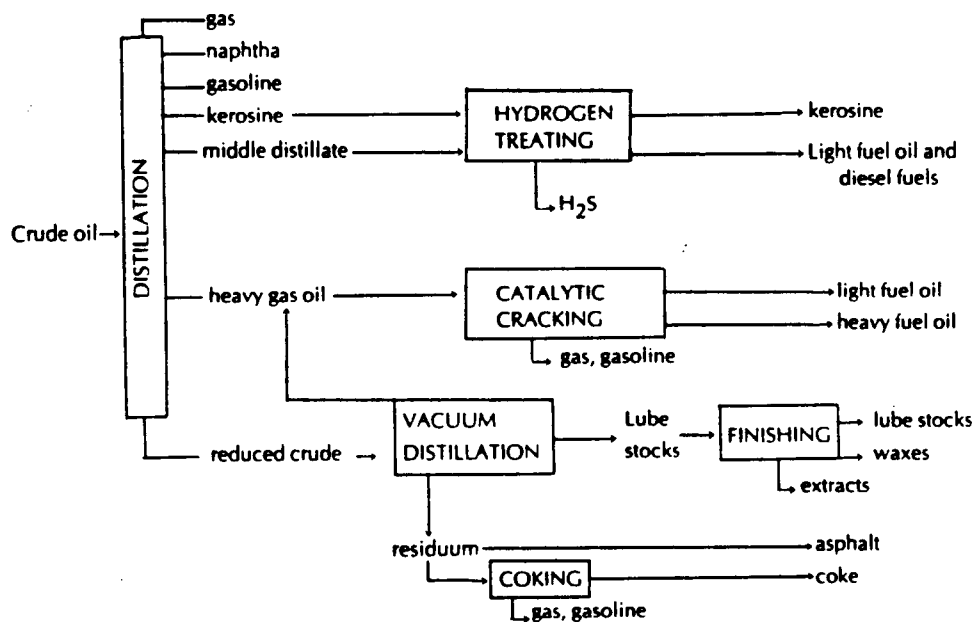 gas
naphtha
gasoline
kerosine
HYDROGEN
TREATING
kerosine
middle distillate
Light fuel oil and
diesel fuels
H₂S
Crude oil
DISTILLATION
heavy gas oil
CATALYTIC
CRACKING
light fuel oil
heavy fuel oil
gas, gasoline
reduced crude
VACUUM
DISTILLATION
Lube
stocks
FINISHING
lube stocks
waxes
extracts
residuum
asphalt
COKING
coke
gas, gasoline